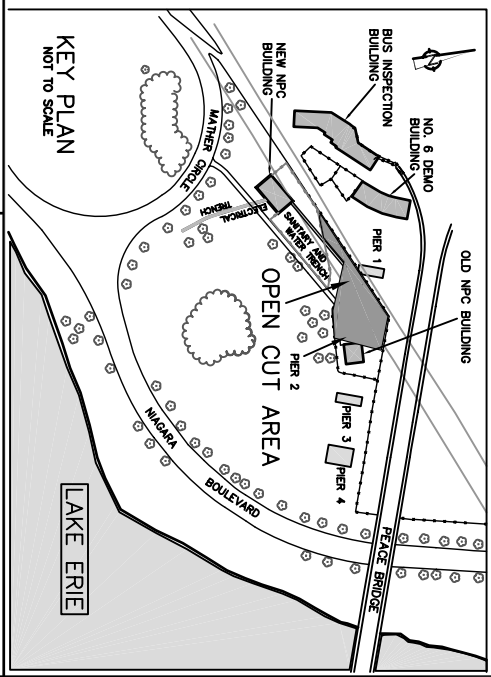 OLD NPC BUILDING
NO. 6 DEMO
BUILDING
BUS INSPECTION
BUILDING
NEW NPC
BUILDING
PIER 1
SANITARY AND
WATER TRENCH
ELECTRICAL
TRENCH
MATHER CIRCLE
PIER 2
PIER 3
PIER 4
OPEN CUT AREA
PEACE BRIDGE
NIAGARA
BOULEVARD
LAKE ERIE
KEY PLAN
NOT TO SCALE